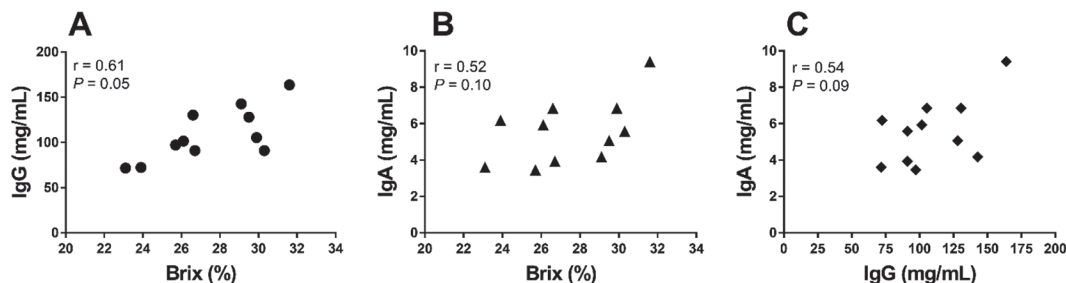 A
r = 0.61
P = 0.05
IgG (mg/mL)
200
150
100
50
0
20 22 24 26 28 30 32 34
Brix (%)
B
r = 0.52
P = 0.10
IgA (mg/mL)
10
8
6
4
2
0
20 22 24 26 28 30 32 34
Brix (%)
C
r = 0.54
P = 0.09
IgA (mg/mL)
10
8
6
4
2
0
0 25 50 75 100 125 150 175 200
IgG (mg/mL)